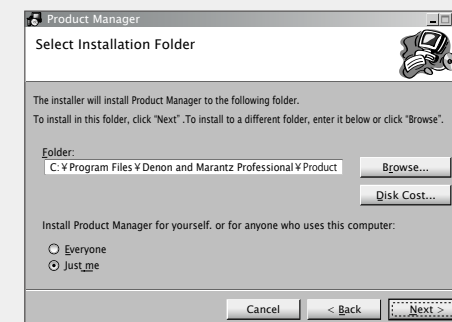 Product Manager
Select Installation Folder
The installer will install Product Manager to the following folder.
To install in this folder, click “Next” .To install to a different folder, enter it below or click “Browse”.
Folder:
C: ¥ Program Files ¥ Denon and Marantz Professional ¥ Product
Browse...
Disk Cost...
Install Product Manager for yourself. or for anyone who uses this computer:
Everyone
Just me
Cancel
< Back
Next >